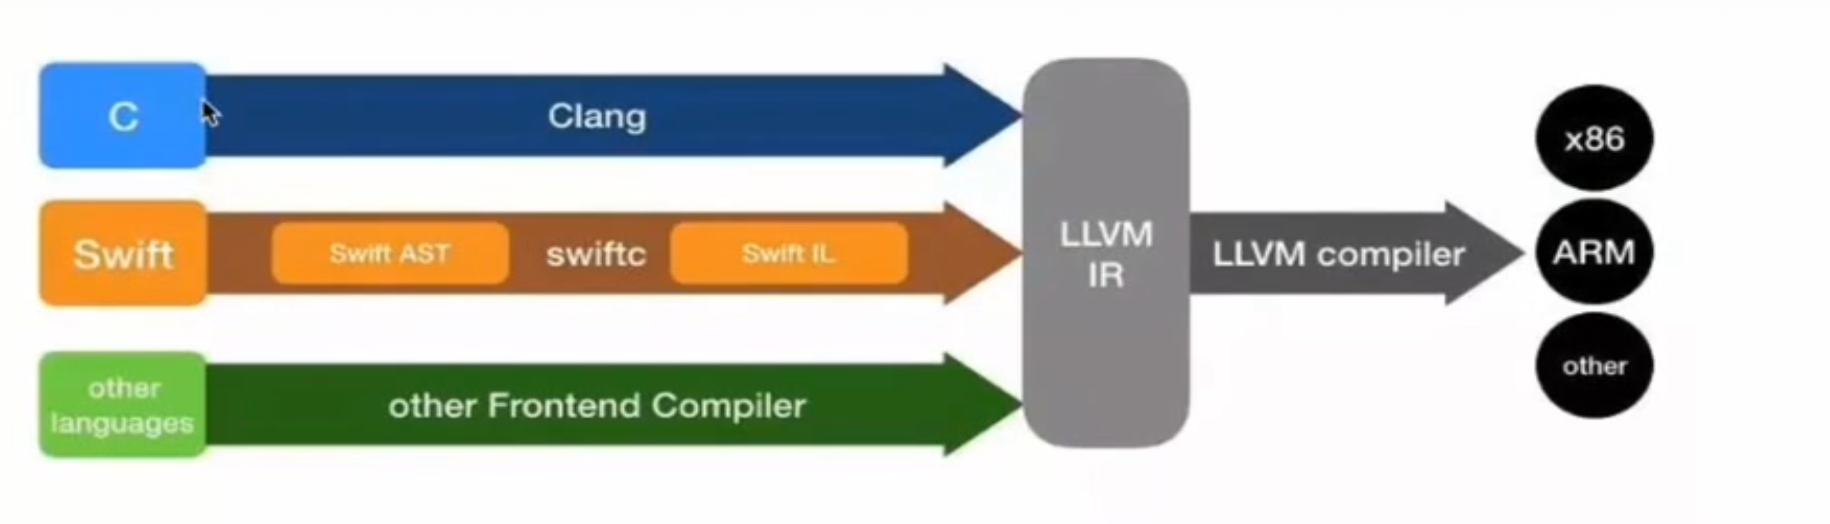 C
Clang
Swift
Swift AST
swiftc
Swift IL
other
languages
other Frontend Compiler
LLVM
IR
LLVM compiler
x86
ARM
other